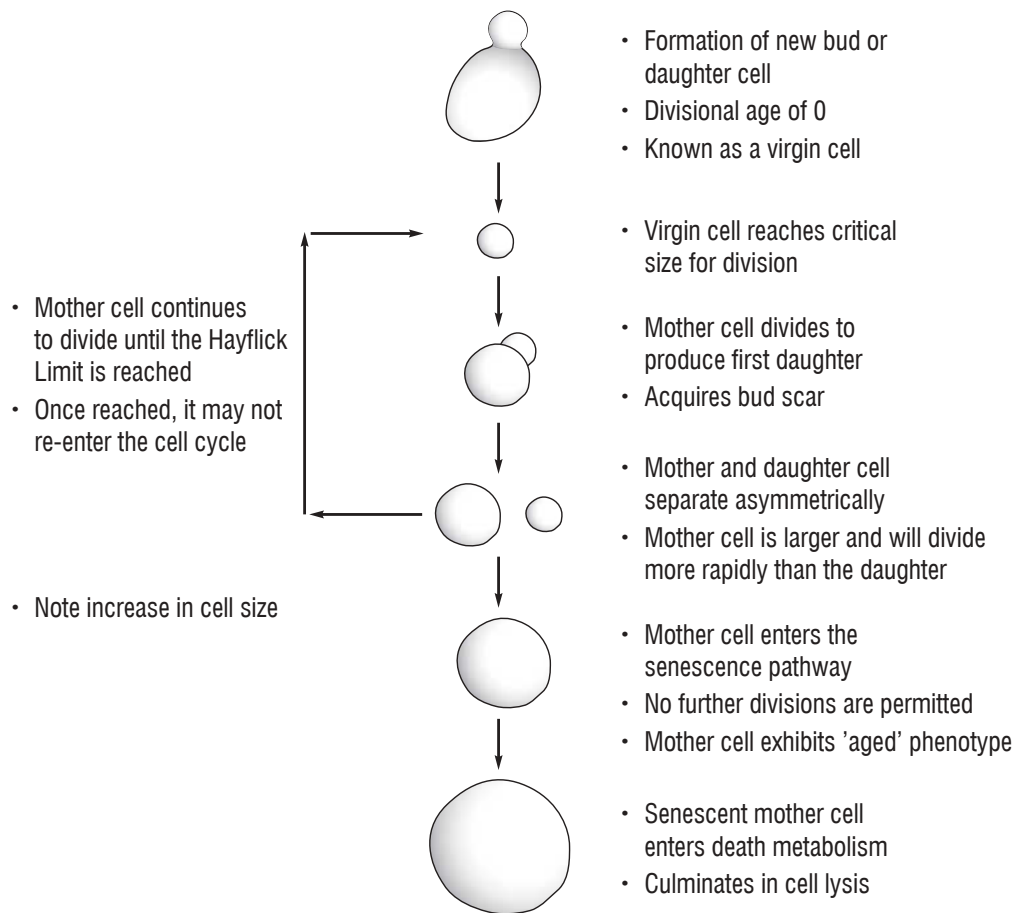 • Formation of new bud or
daughter cell
• Divisional age of 0
• Known as a virgin cell
• Virgin cell reaches critical
size for division
• Mother cell continues
to divide until the Hayflick
Limit is reached
• Once reached, it may not
re-enter the cell cycle
• Mother cell divides to
produce first daughter
• Acquires bud scar
• Mother and daughter cell
separate asymmetrically
• Mother cell is larger and will divide
more rapidly than the daughter
• Note increase in cell size
• Mother cell enters the
senescence pathway
• No further divisions are permitted
• Mother cell exhibits ’aged’ phenotype
• Senescent mother cell
enters death metabolism
• Culminates in cell lysis